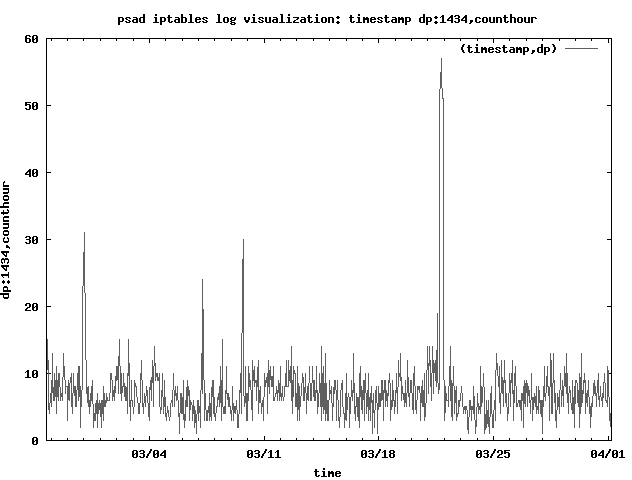 psad iptables log visualization: timestamp dp:1434,counthour
(timestamp,dp)
60
50
40
30
20
10
0
dp:1434,counthour
03/04 03/11 03/18 03/25 04/01
time